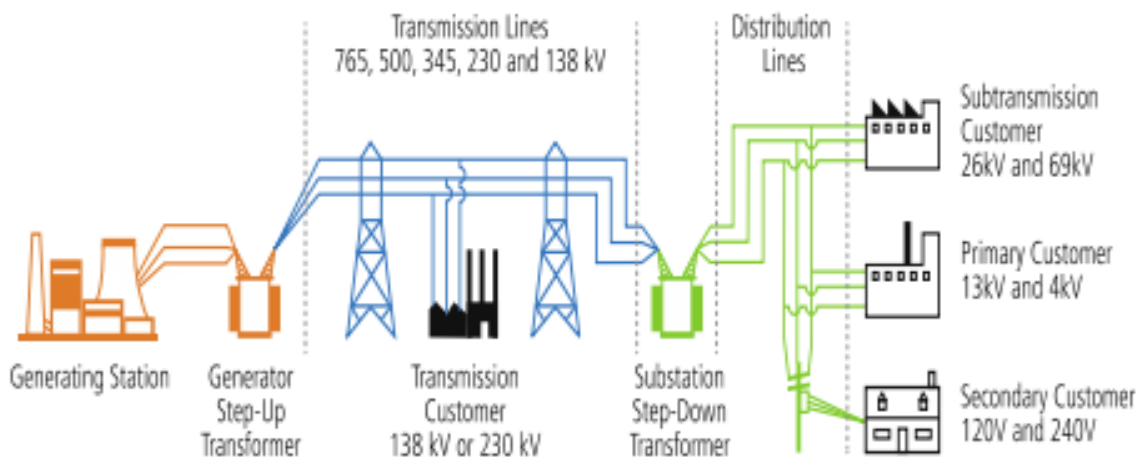 Transmission Lines
765, 500, 345, 230 and 138 kV
Distribution
Lines
Subtransmission
Customer
26kV and 69kV
Primary Customer
13kV and 4kV
Secondary Customer
120V and 240V
Generating Station
Generator
Step-Up
Transformer
Transmission
Customer
138 kV or 230 kV
Substation
Step-Down
Transformer